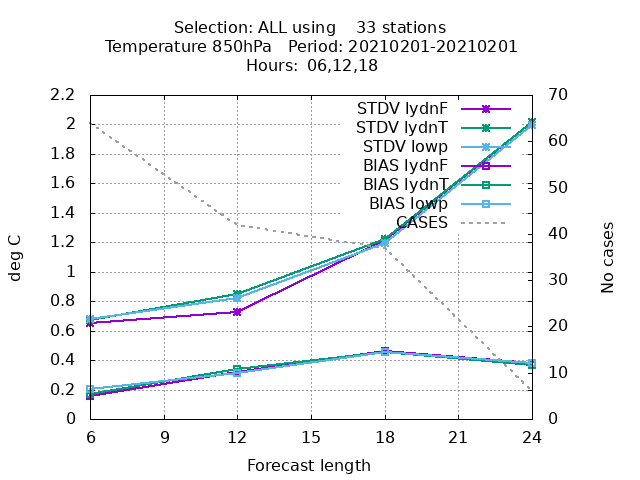 Selection: ALL using    33 stations
Temperature 850hPa   Period: 20210201-20210201
Hours:  06,12,18
2.2
2
1.8
1.6
1.4
1.2
1
0.8
0.6
0.4
0.2
0
deg C
STDV lydnF
STDV lydnT
STDV lowp
BIAS lydnF
BIAS lydnT
BIAS lowp
CASES
70
60
50
40
30
20
10
0
No cases
6 9 12 15 18 21 24
Forecast length